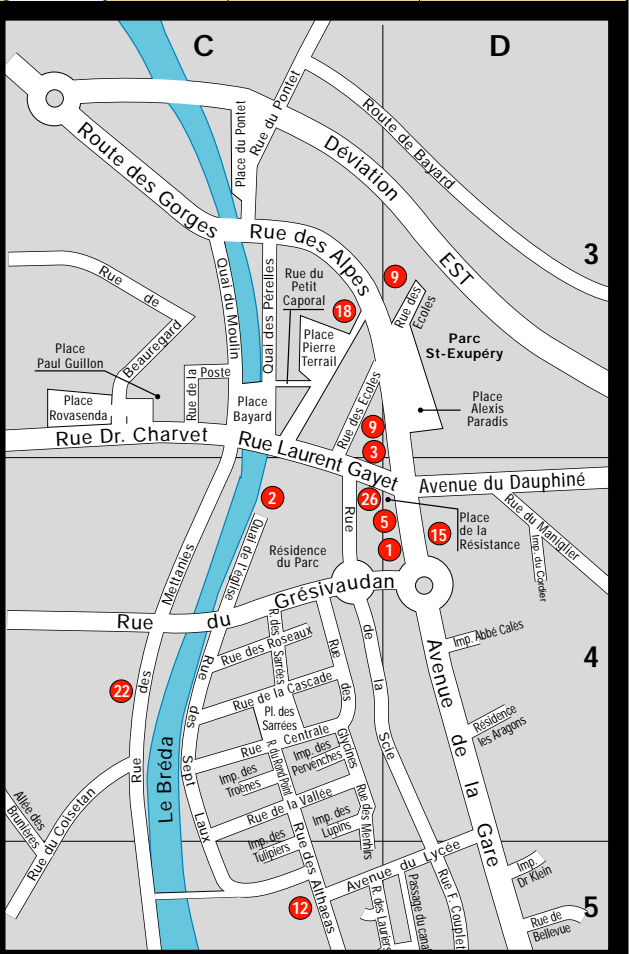 C
D
Rue du Pontet
Place du Pontet
Route de Bayard
Route des Gorges
Déviation
EST
3
Rue des Alpes
9
Quai du Moulin
Quai des Pérelles
Rue du
Petit
Caporal
18
Rue des
Ecoles
Rue de
Beauregard
Place
Pierre
Terrail
Parc
St-Exupéry
Place
Paul Guillon
Rue de la
Poste
Place
Bayard
Rue des Ecoles
Place
Alexis
Paradis
Place
Rovasenda
9
Rue Dr. Charvet
Rue Laurent Gayet
3
Avenue du Dauphiné
2
26
5
1
15
Place
de la
Résistance
Rue du Maniglier
Imp. du Cordier
Quai de l'église
Résidence
du Parc
Rue
de
la
Scie
Rue des Mettanies
Rue du Grésivaudan
R. des
Sarrées
Rue des Roseaux
Imp. Abbé Calès
4
22
Rue de la Cascade
Rue des Glycines
Pl. des
Sarrées
Résidence
les Aragons
Avenue de la Gare
Rue des Sept Laux
Rue Centrale
Imp. des
Pervenches
Imp. des
Troènes
R. du Rond Point
Le Bréda
Rue de la Vallée
Rue des Menhirs
Allée des
Brunières
Rue du Coisetan
Imp. des
Lupins
Imp. des
Tulipiers
Rue des Althaeas
Avenue du Lycée
Imp.
Dr Klein
12
R. des Lauriers
Passage du canal
Rue F. Couplet
Rue de
Bellevue
5